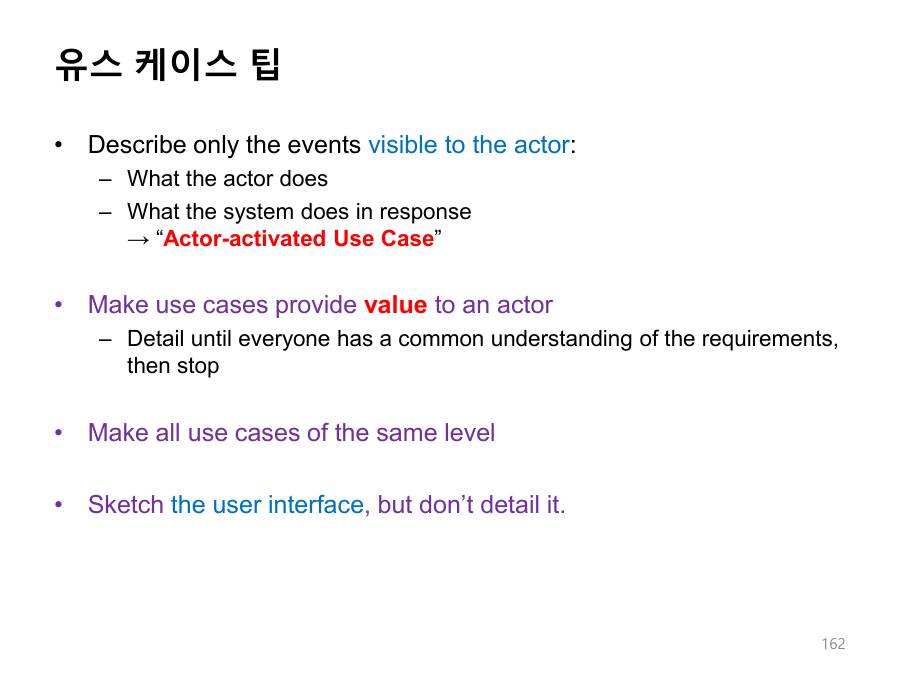 유스 케이스 팁
• Describe only the events visible to the actor:
– What the actor does
– What the system does in response
→ “Actor-activated Use Case”
• Make use cases provide value to an actor
– Detail until everyone has a common understanding of the requirements,
then stop
• Make all use cases of the same level
• Sketch the user interface, but don’t detail it.
162